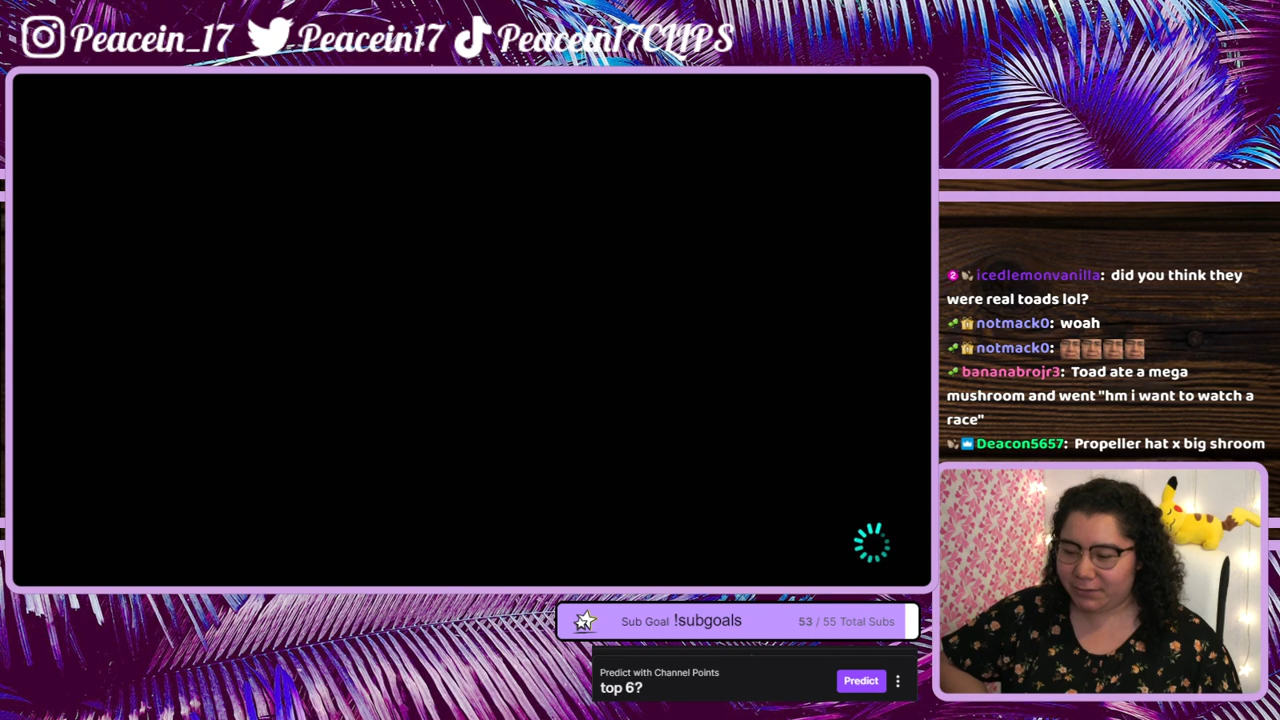 Peacein_17 Peacein17 Peacein17ClIPS
2 icedlemonvanilla: did you think they
were real toads lol?
notmack0: woah
notmack0:
bananabrojr3: Toad ate a mega
mushroom and went "hm i want to watch a
race"
Deacon5657: Propeller hat x big shroom
Sub Goal !subgoals 53 / 55 Total Subs
Predict with Channel Points
top 6?
Predict